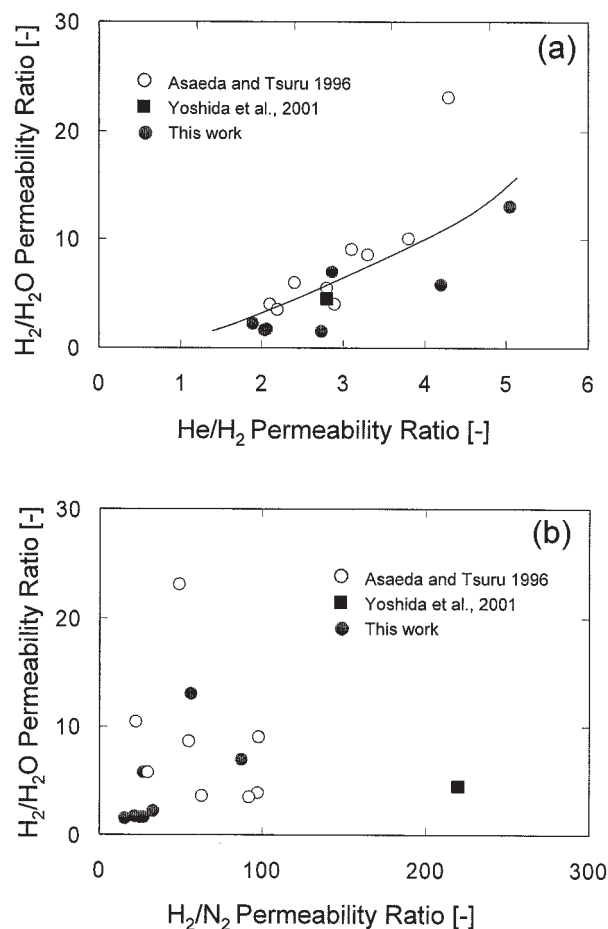 30
(a)
○ Asaeda and Tsuru 1996
■ Yoshida et al., 2001
● This work
20
10
0
H₂/H₂O Permeability Ratio [-]
0 1 2 3 4 5 6
He/H₂ Permeability Ratio [-]
30
(b)
○ Asaeda and Tsuru 1996
■ Yoshida et al., 2001
● This work
20
10
0
H₂/H₂O Permeability Ratio [-]
0 100 200 300
H₂/N₂ Permeability Ratio [-]